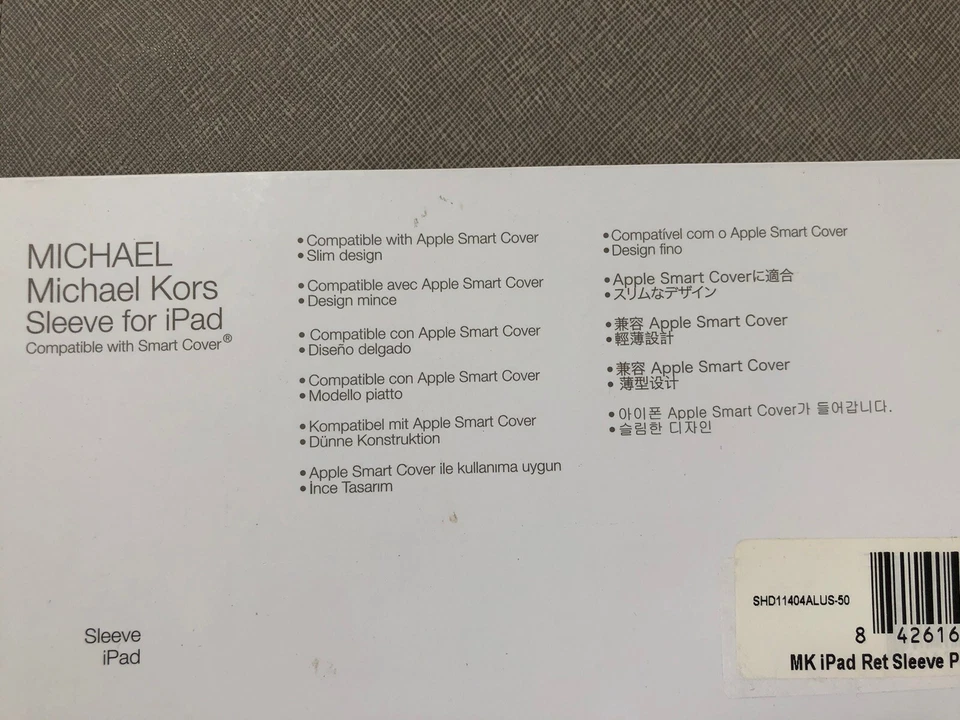 MICHAEL
Michael Kors
Sleeve for iPad
Compatible with Smart Cover®
• Compatible with Apple Smart Cover
• Slim design
• Compatible avec Apple Smart Cover
• Design mince
• Compatible con Apple Smart Cover
• Diseño delgado
• Compatible con Apple Smart Cover
• Modello piatto
• Kompatibel mit Apple Smart Cover
• Dünne Konstruktion
• Apple Smart Cover ile kullanıma uygun
• İnce Tasarım
• Compatível com o Apple Smart Cover
• Design fino
• Apple Smart Coverに適合
• スリムなデザイン
• 兼容 Apple Smart Cover
• 輕薄設計
• 兼容 Apple Smart Cover
• 薄型设计
• 아이폰 Apple Smart Cover가 들어갑니다.
• 슬림한 디자인
Sleeve
iPad
SHD11404ALUS-50
8 42616
MK iPad Ret Sleeve P